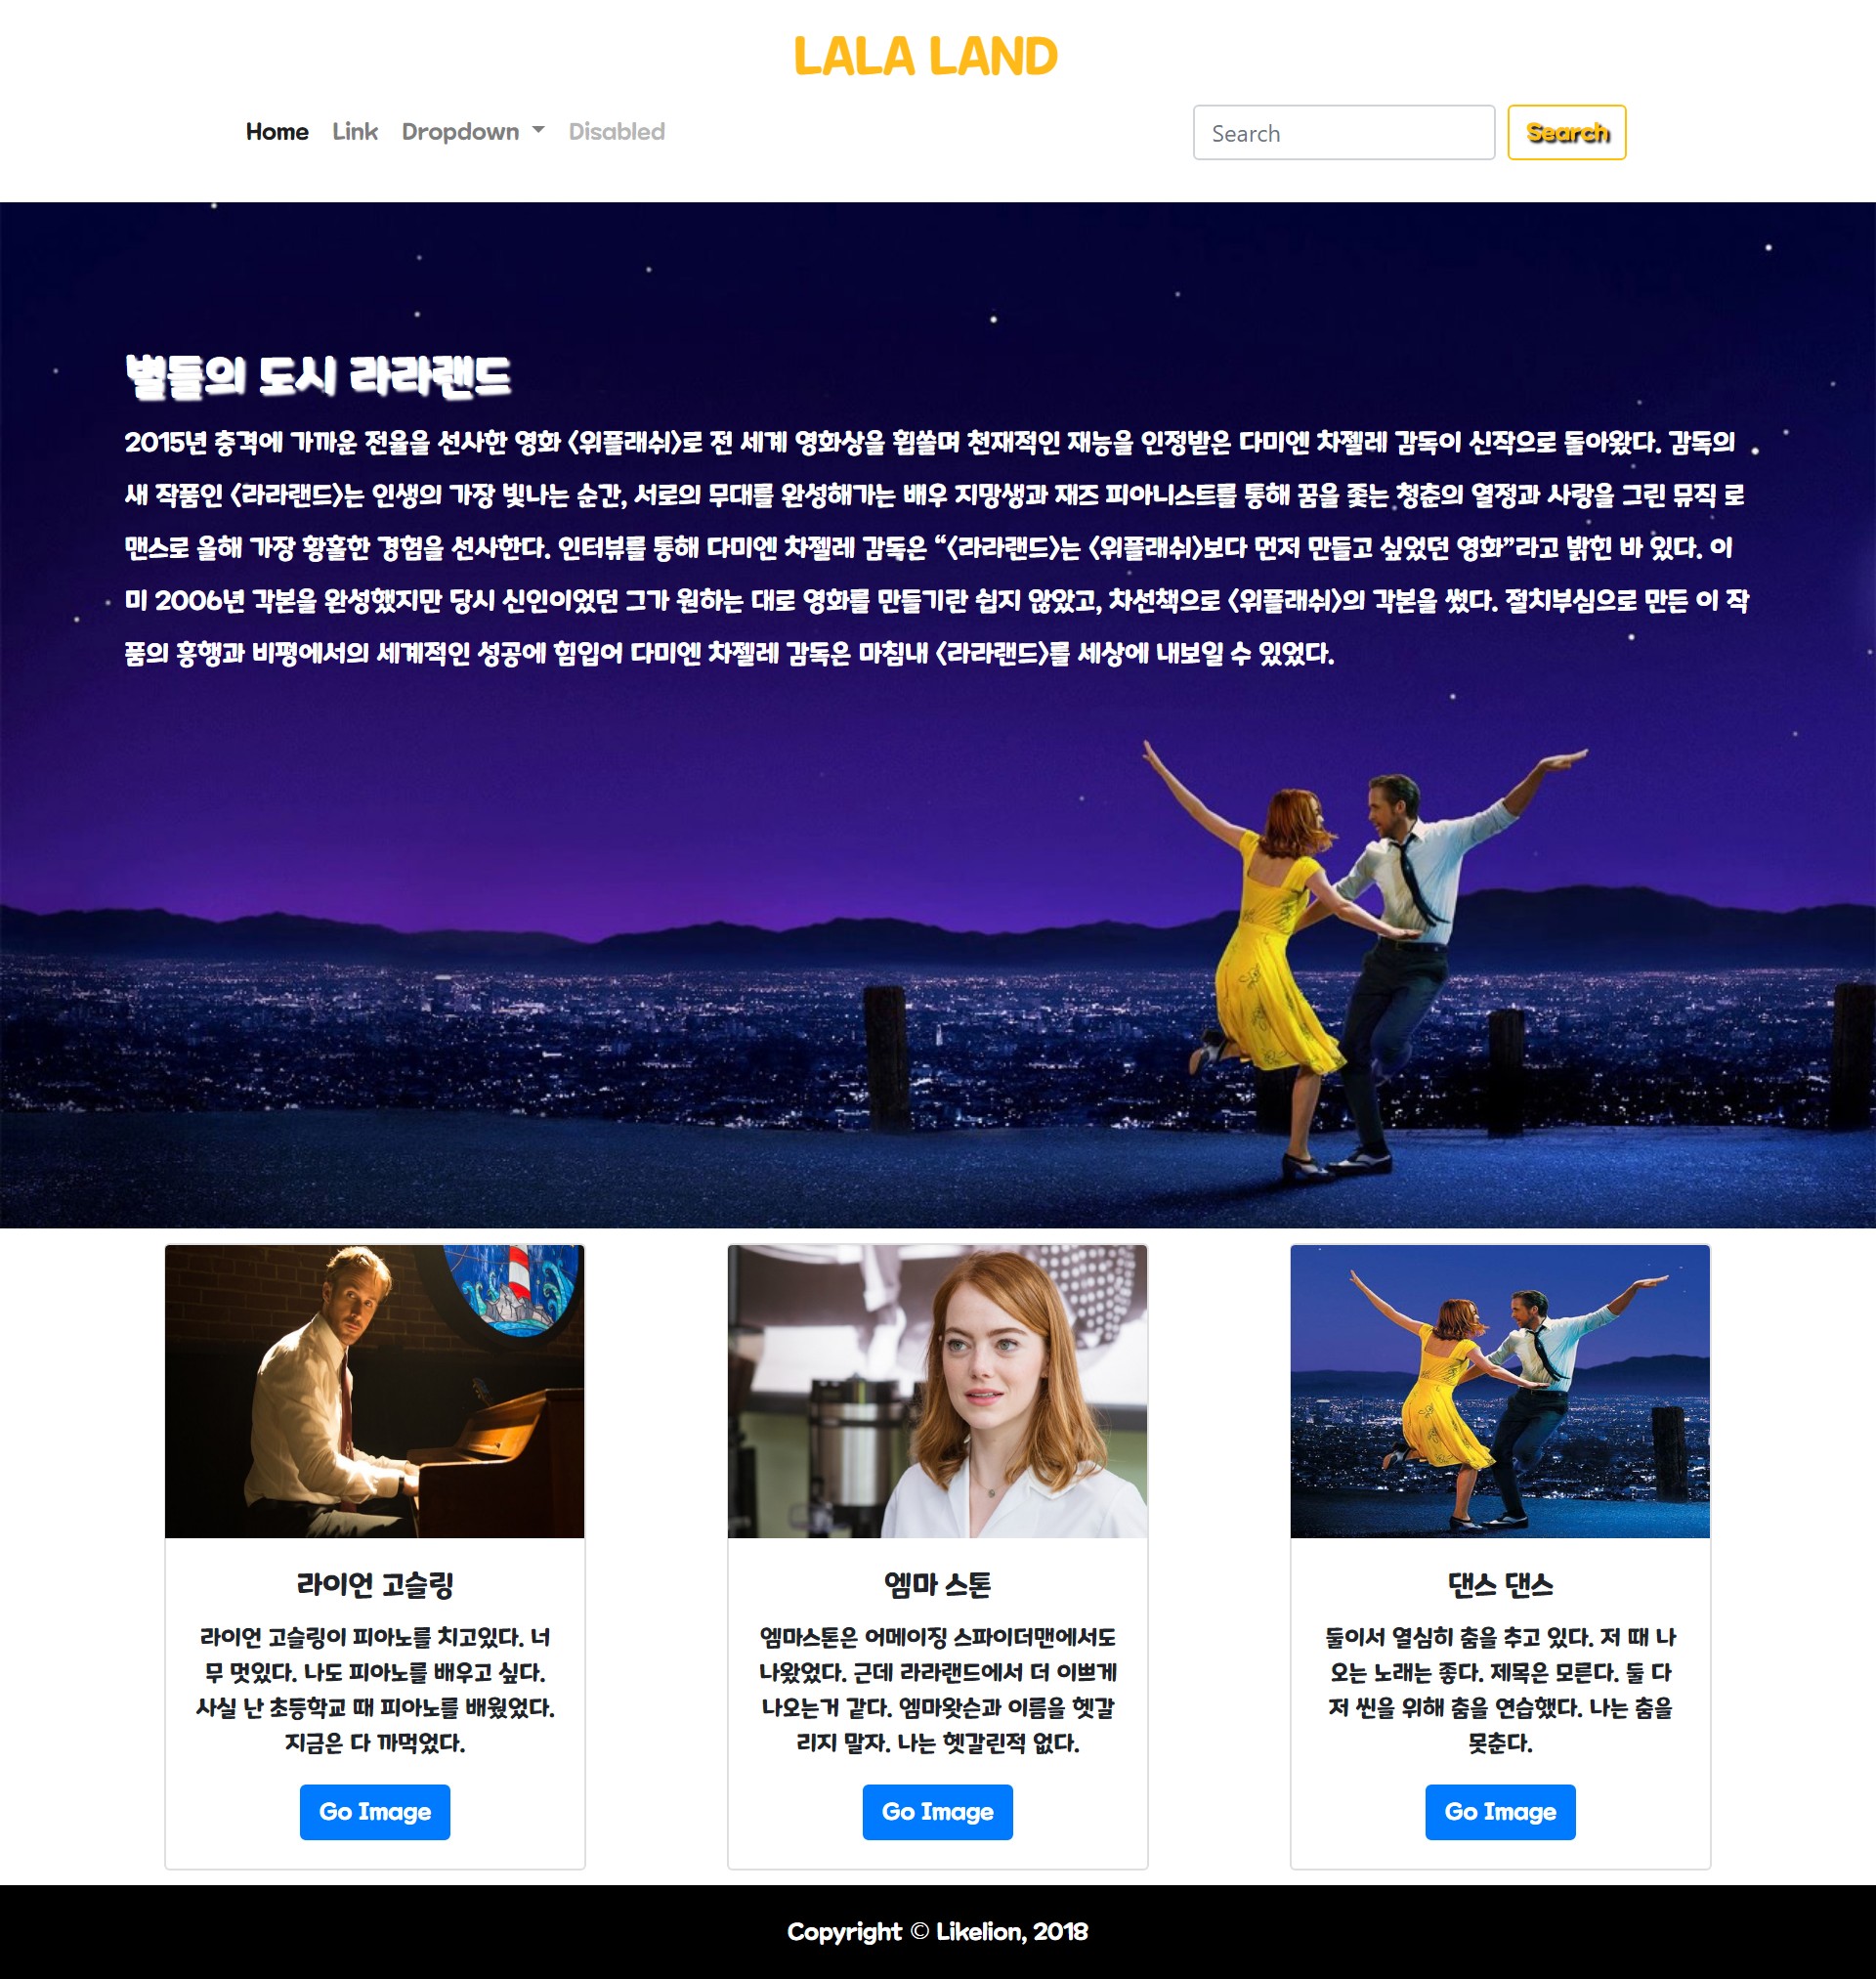 LALA LAND
Home Link Dropdown Disabled Search Search
별들의 도시 라라랜드
2015년 충격에 가까운 전율을 선사한 영화 <위플래쉬>로 전 세계 영화상을 휩쓸며 천재적인 재능을 인정받은 다미엔 차젤레 감독이 신작으로 돌아왔다. 감독의
새 작품인 <라라랜드>는 인생의 가장 빛나는 순간, 서로의 무대를 완성해가는 배우 지망생과 재즈 피아니스트를 통해 꿈을 좇는 청춘의 열정과 사랑을 그린 뮤직 로
맨스로 올해 가장 황홀한 경험을 선사한다. 인터뷰를 통해 다미엔 차젤레 감독은 “<라라랜드>는 <위플래쉬>보다 먼저 만들고 싶었던 영화”라고 밝힌 바 있다. 이
미 2006년 각본을 완성했지만 당시 신인이었던 그가 원하는 대로 영화를 만들기란 쉽지 않았고, 차선책으로 <위플래쉬>의 각본을 썼다. 절치부심으로 만든 이 작
품의 흥행과 비평에서의 세계적인 성공에 힘입어 다미엔 차젤레 감독은 마침내 <라라랜드>를 세상에 내보일 수 있었다.
라이언 고슬링
라이언 고슬링이 피아노를 치고있다. 너
무 멋있다. 나도 피아노를 배우고 싶다.
사실 난 초등학교 때 피아노를 배웠었다.
지금은 다 까먹었다.
Go Image
엠마 스톤
엠마스톤은 어메이징 스파이더맨에서도
나왔었다. 근데 라라랜드에서 더 이쁘게
나오는거 같다. 엠마왓슨과 이름을 헷갈
리지 말자. 나는 헷갈린적 없다.
Go Image
댄스 댄스
둘이서 열심히 춤을 추고 있다. 저 때 나
오는 노래는 좋다. 제목은 모른다. 둘 다
저 씬을 위해 춤을 연습했다. 나는 춤을
못춘다.
Go Image
Copyright © Likelion, 2018